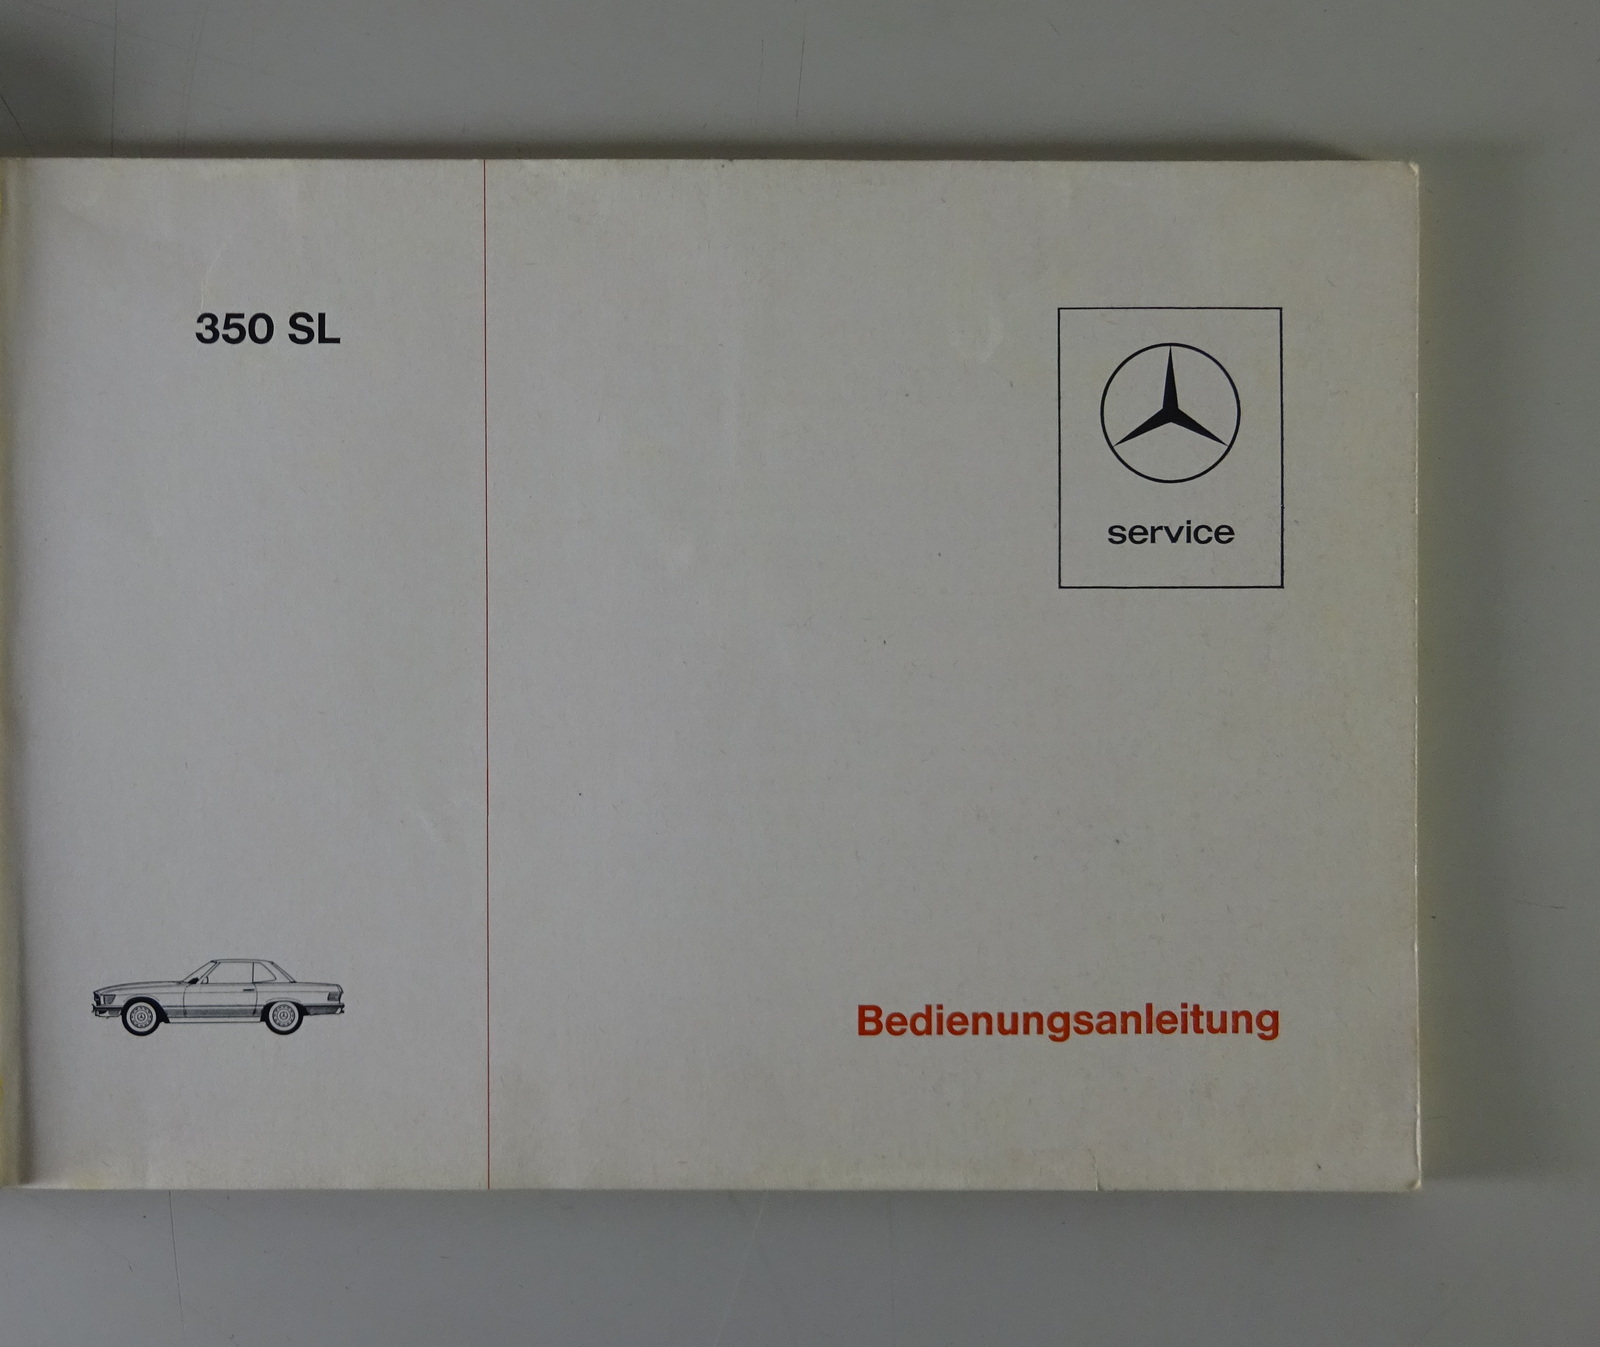 350 SL
service
Bedienungsanleitung